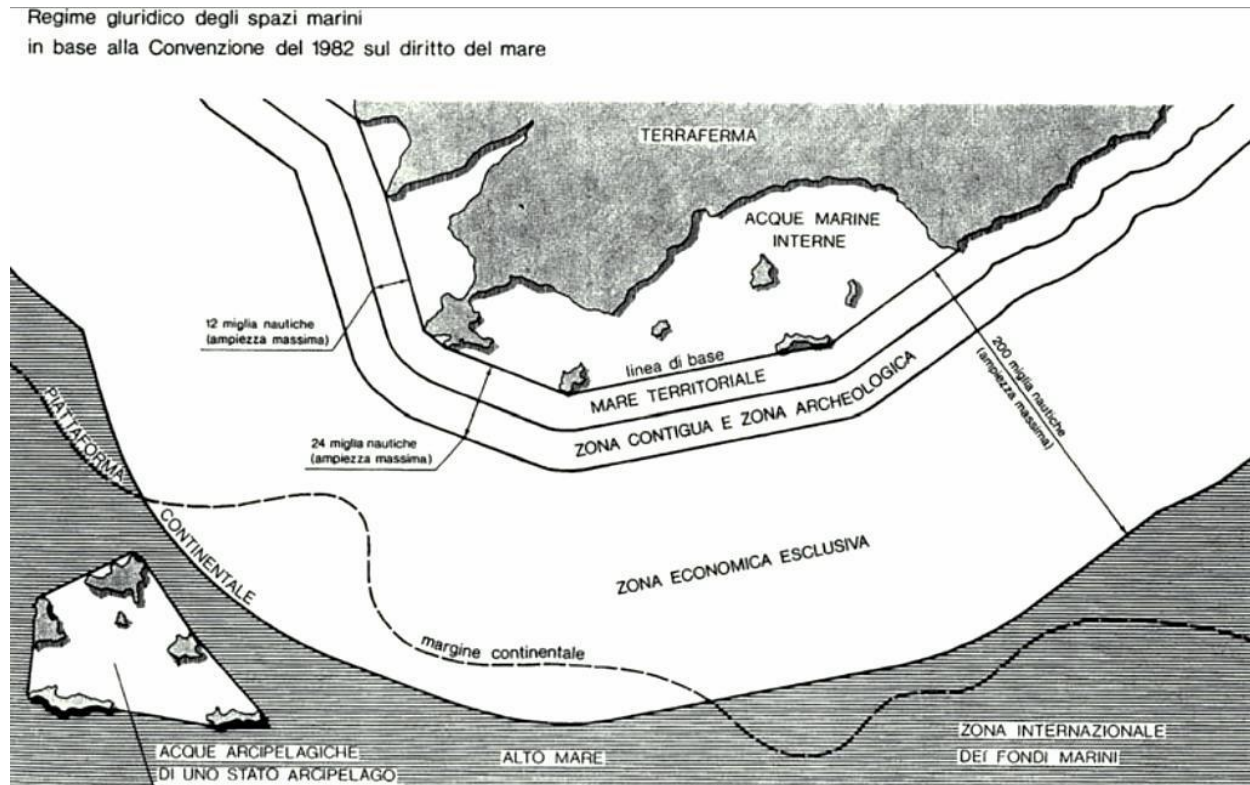 Regime giuridico degli spazi marini
in base alla Convenzione del 1982 sul diritto del mare
TERRAFERMA
ACQUE MARINE
INTERNE
12 miglia nautiche
(ampiezza massima)
linea di base
MARE TERRITORIALE
ZONA CONTIGUA E ZONA ARCHEOLOGICA
200 miglia nautiche
(ampiezza massima)
24 miglia nautiche
(ampiezza massima)
PIATTAFORMA
CONTINENTALE
ZONA ECONOMICA ESCLUSIVA
margine continentale
ACQUE ARCIPELAGICHE
DI UNO STATO ARCIPELAGO
ALTO MARE
ZONA INTERNAZIONALE
DEI FONDI MARINI